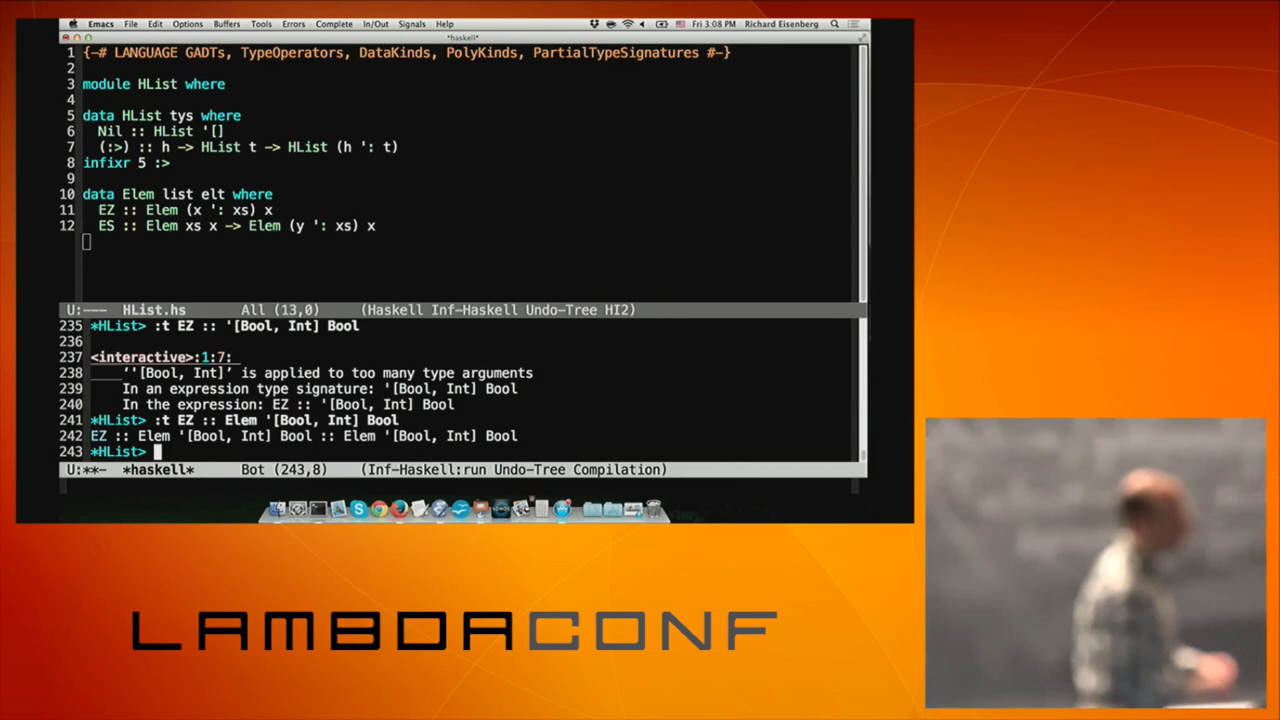 Emacs File Edit Options Buffers Tools Errors Complete In/Out Signals Help Fri 3:08 PM Richard Eisenberg
*haskell*
1 {-# LANGUAGE GADTs, TypeOperators, DataKinds, PolyKinds, PartialTypeSignatures #-}
2
3 module HList where
4
5 data HList tys where
6 Nil :: HList '[]
7 (:>) :: h -> HList t -> HList (h ': t)
8 infixr 5 :>
9
10 data Elem list elt where
11 EZ :: Elem (x ': xs) x
12 ES :: Elem xs x -> Elem (y ': xs) x
U:--- HList.hs All (13,0) (Haskell Inf-Haskell Undo-Tree HI2)
235 *HList> :t EZ :: '[Bool, Int] Bool
236
237 <interactive>:1:7:
238 ‘'[Bool, Int]’ is applied to too many type arguments
239 In an expression type signature: '[Bool, Int] Bool
240 In the expression: EZ :: '[Bool, Int] Bool
241 *HList> :t EZ :: Elem '[Bool, Int] Bool
242 EZ :: Elem '[Bool, Int] Bool :: Elem '[Bool, Int] Bool
243 *HList>
U:**- *haskell* Bot (243,8) (Inf-Haskell:run Undo-Tree Compilation)
LAMBDACONF